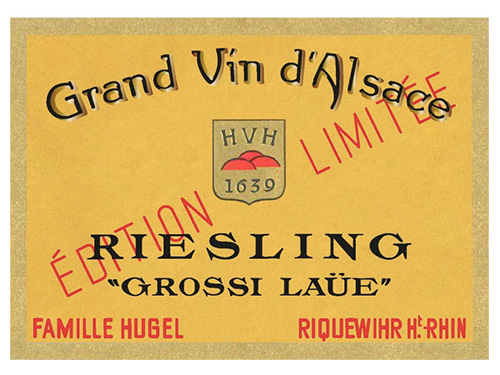 Grand Vin d'Alsace
ÉDITION LIMITÉE
HVH
1639
RIESLING
"GROSSI LAÜE"
FAMILLE HUGEL
RIQUEWIHR Ht-RHIN